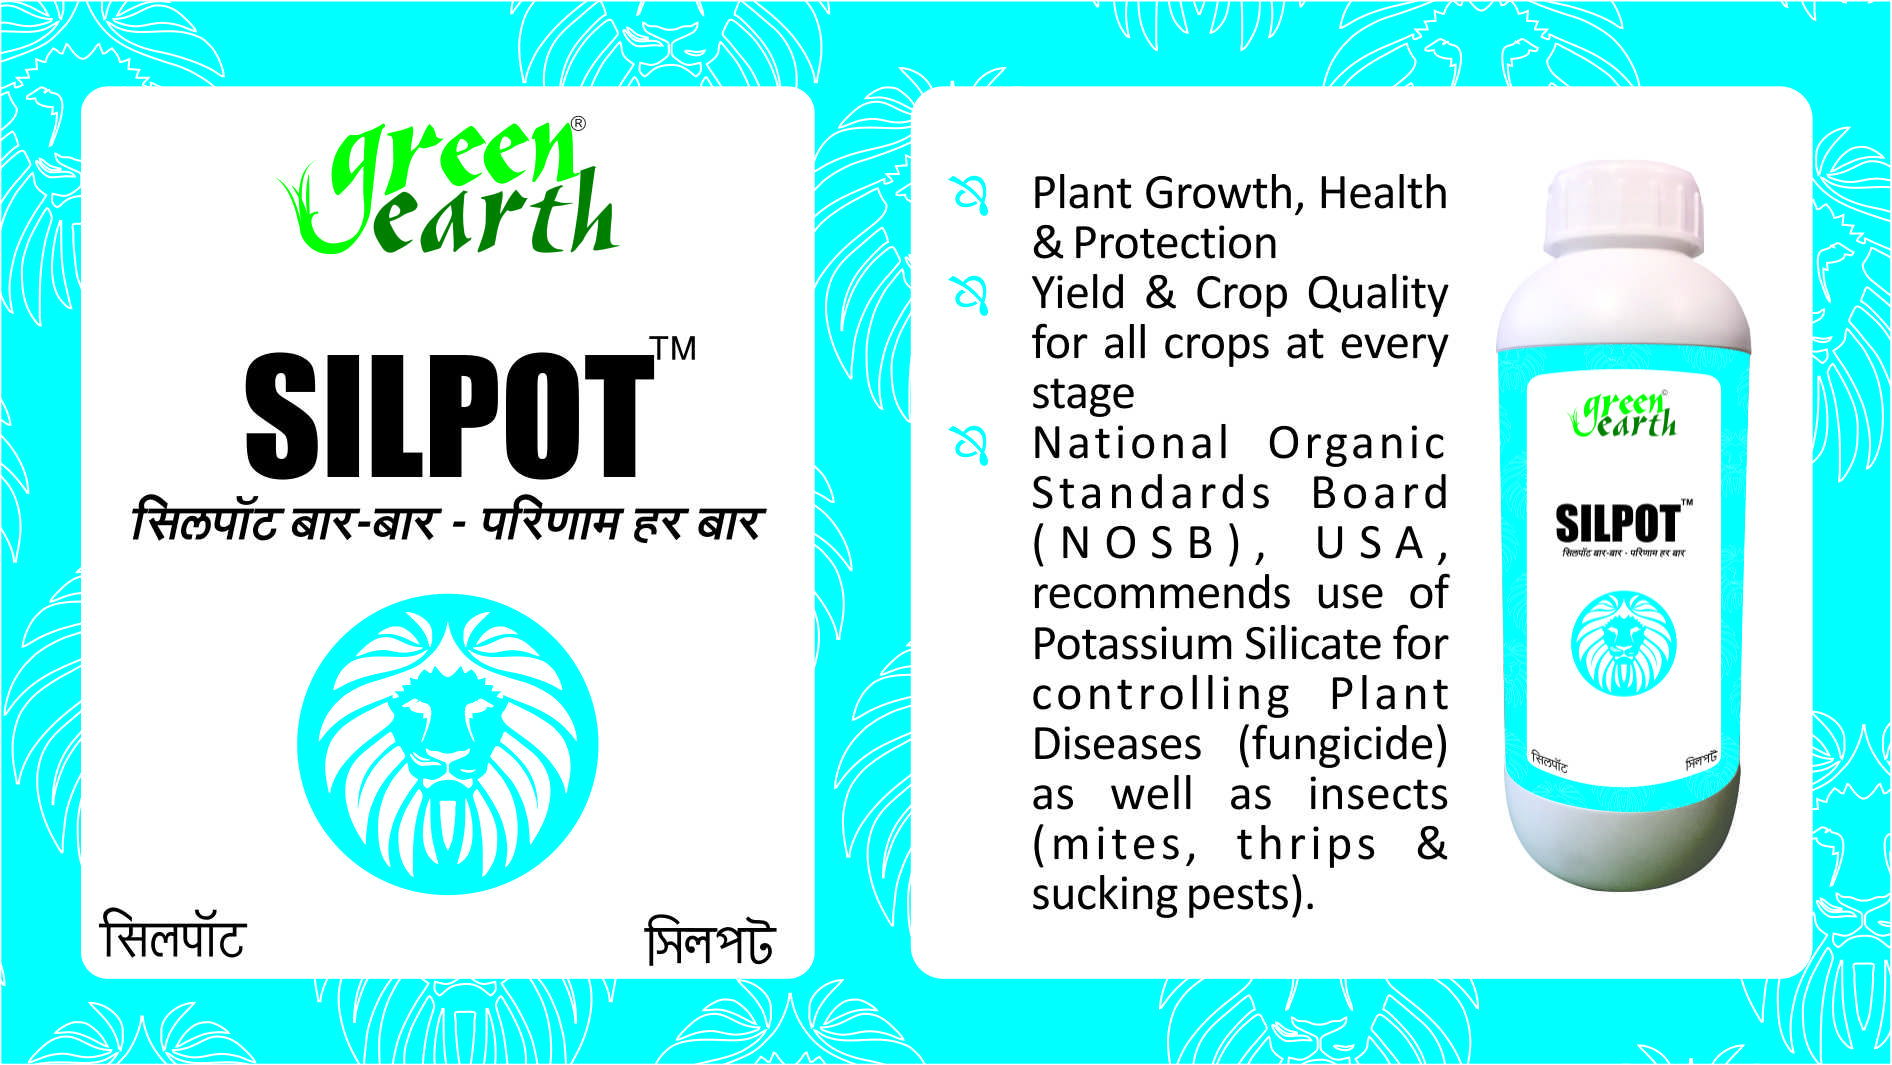 green®
earth
SILPOT™
सिलपॉट बार-बार - परिणाम हर बार
सिलपॉट
সিলপট
Plant Growth, Health
& Protection
Yield & Crop Quality
for all crops at every
stage
National Organic
Standards Board
(NOSB), USA,
recommends use of
Potassium Silicate for
controlling Plant
Diseases (fungicide)
as well as insects
(mites, thrips &
sucking pests).
green
earth
SILPOT™
सिलपॉट बार-बार - परिणाम हर बार
सिलपॉट
সিলপট